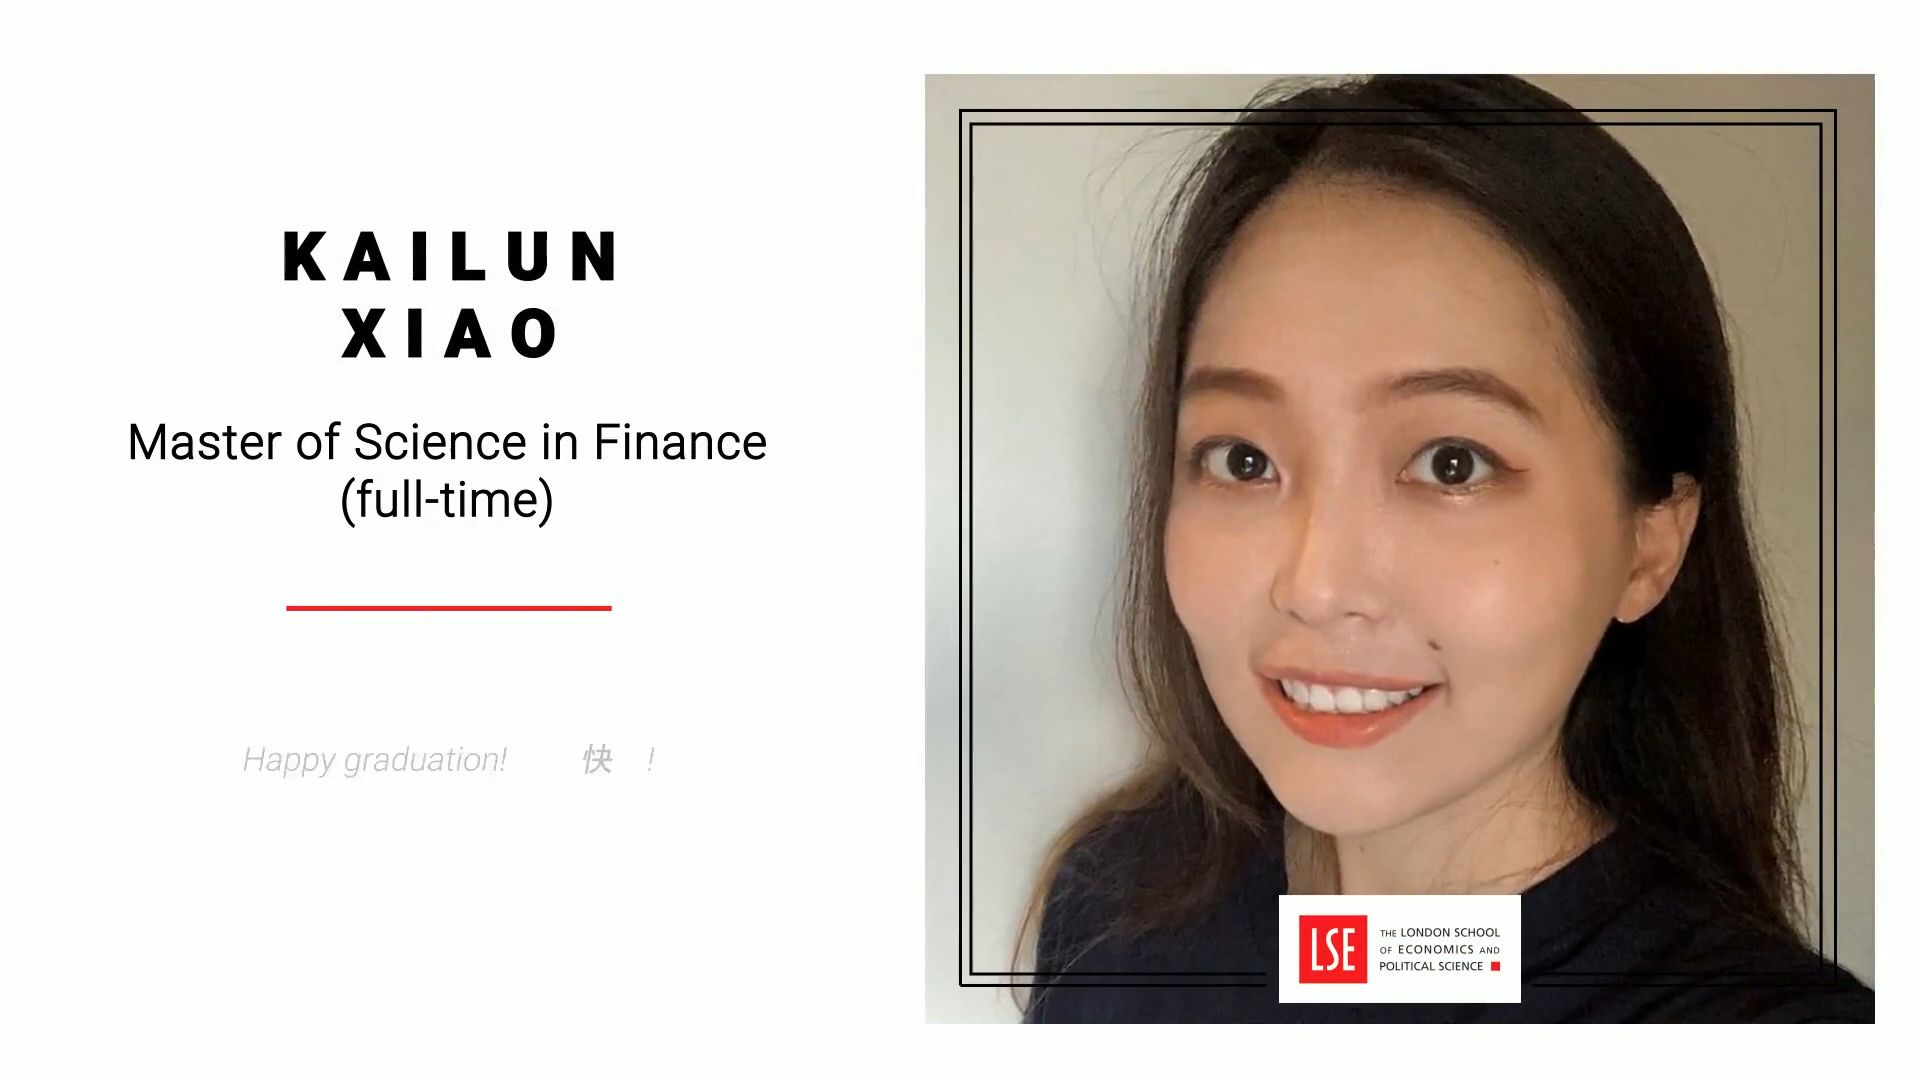 KAILUN
XIAO
Master of Science in Finance
(full-time)
Happy graduation! 快 !
LSE
THE LONDON SCHOOL
OF ECONOMICS AND
POLITICAL SCIENCE